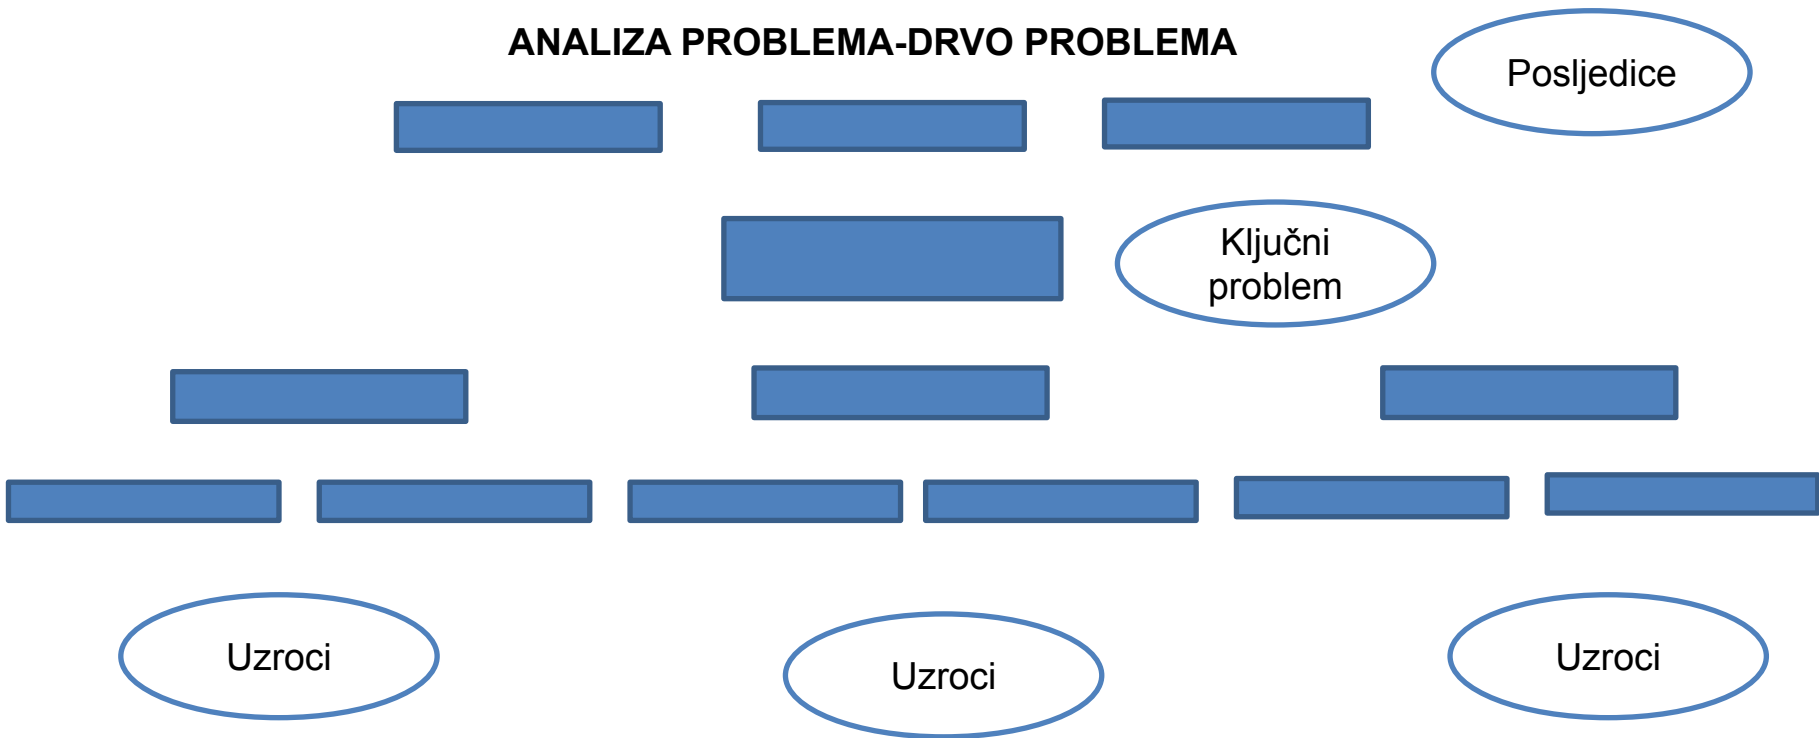 ANALIZA PROBLEMA-DRVO PROBLEMA
Posljedice
Ključni
problem
Uzroci
Uzroci
Uzroci